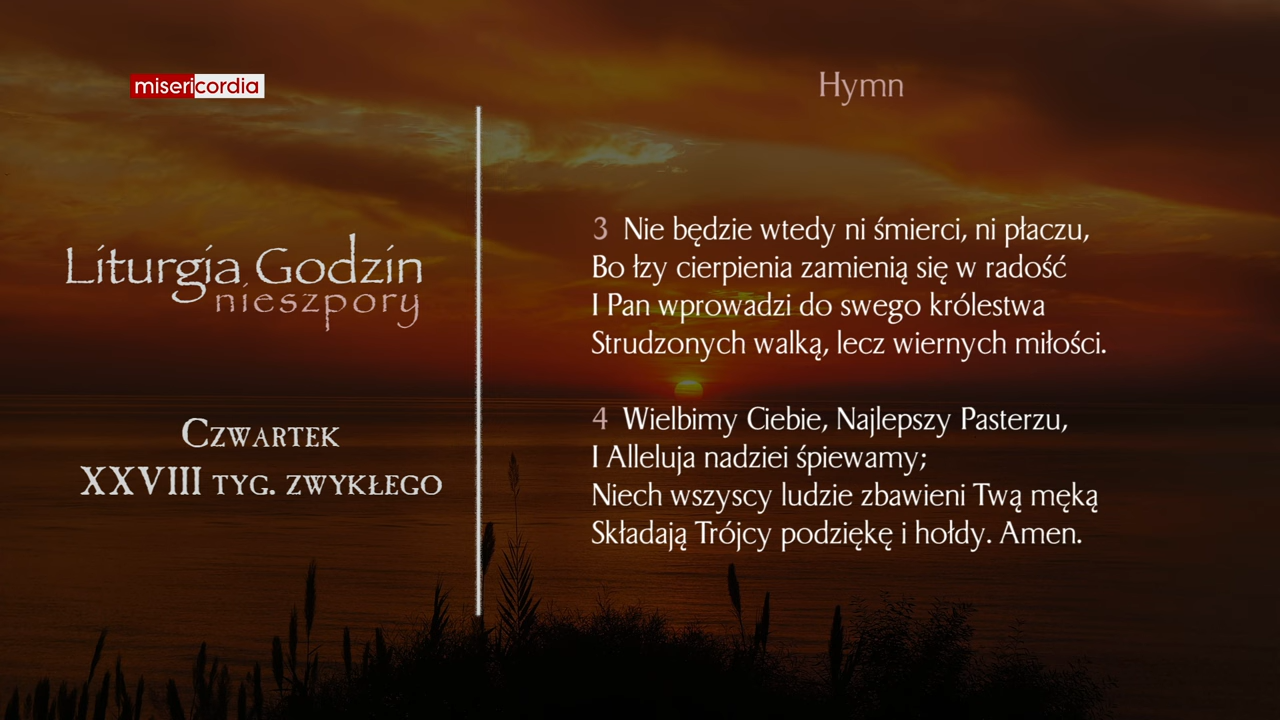 misericordia
Liturgia Godzin
nieszpory
Czwartek
XXVIII tyg. zwykłego
Hymn
3 Nie będzie wtedy ni śmierci, ni płaczu,
Bo łzy cierpienia zamienią się w radość
I Pan wprowadzi do swego królestwa
Strudzonych walką, lecz wiernych miłości.
4 Wielbimy Ciebie, Najlepszy Pasterzu,
I Alleluja nadziei śpiewamy;
Niech wszyscy ludzie zbawieni Twą męką
Składają Trójcy podziękę i hołdy. Amen.